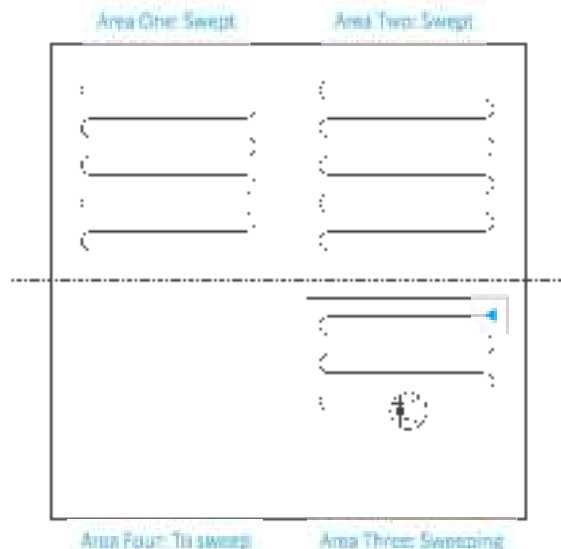 Area One: Swept
Area Two: Swept
Area Four: To sweep
Area Three: Sweeping